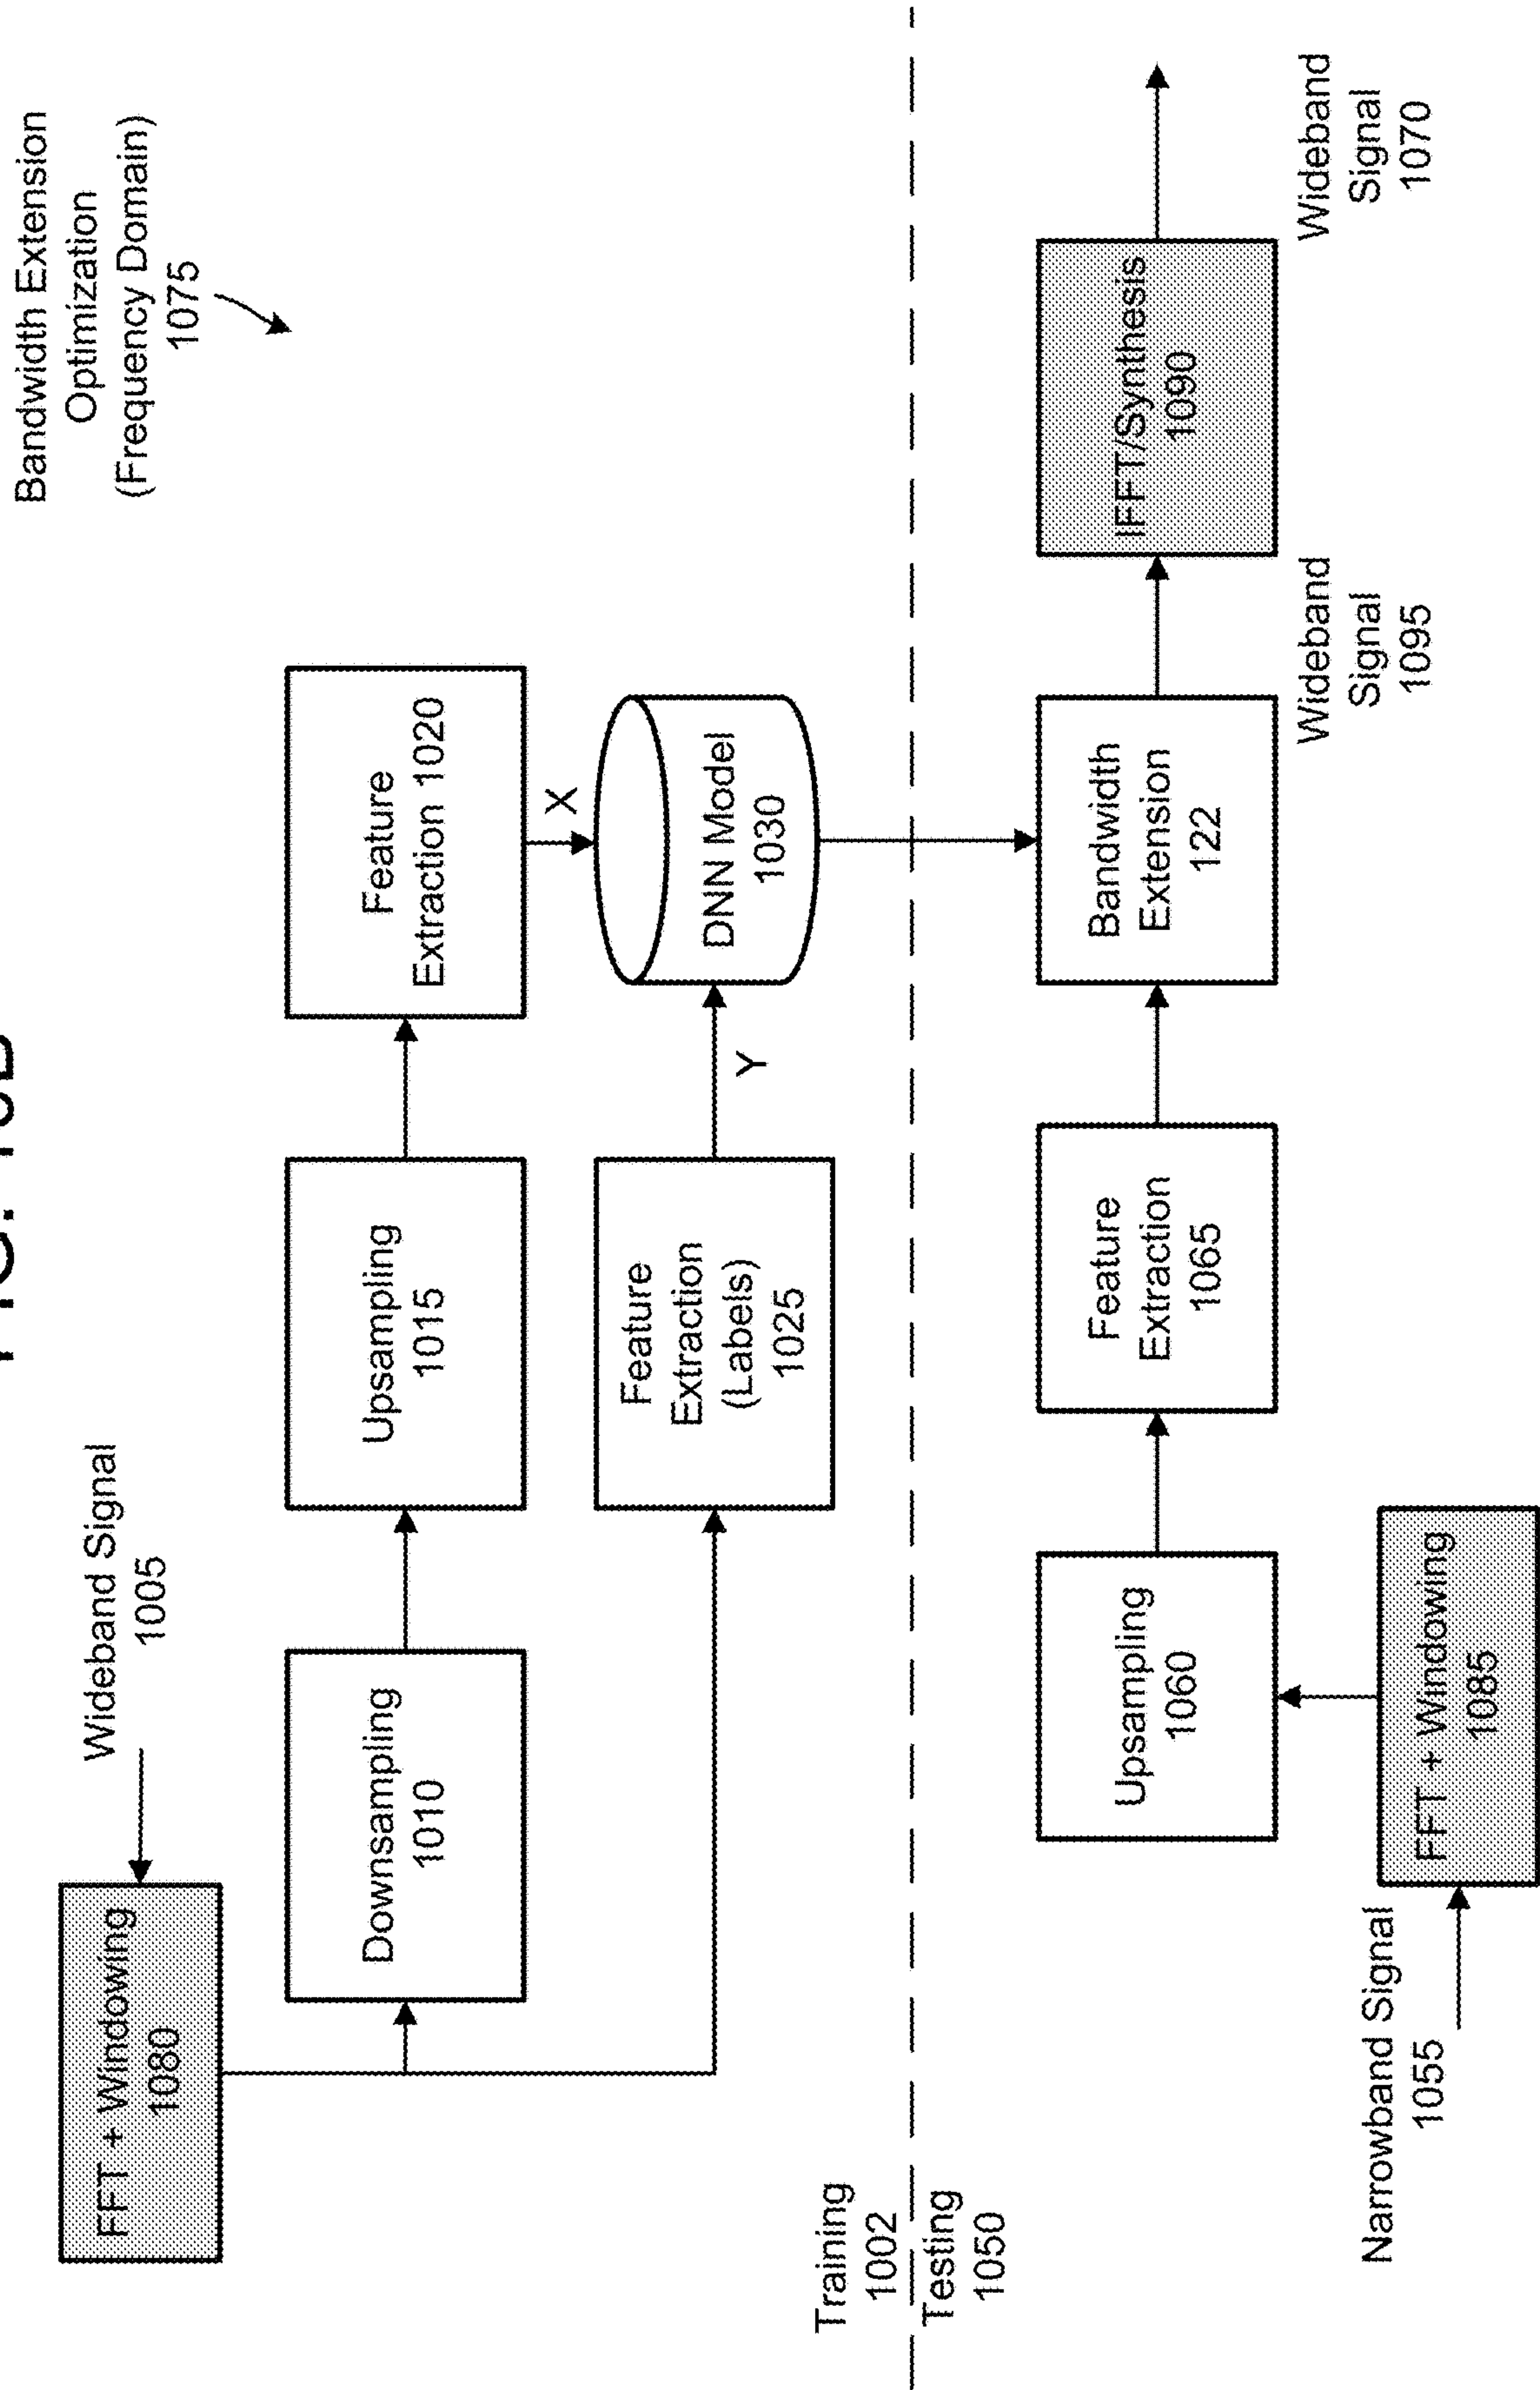 FIG. 10B
Bandwidth Extension
Optimization
(Frequency Domain)
1075
Wideband Signal
1005
FFT + Windowing
1080
Downsampling
1010
Upsampling
1015
Feature
Extraction 1020
X
Feature
Extraction
(Labels)
1025
Y
DNN Model
1030
Training
1002
Testing
1050
Narrowband Signal
1055
FFT + Windowing
1085
Upsampling
1060
Feature
Extraction
1065
Bandwidth
Extension
122
Wideband
Signal
1095
IFFT/Synthesis
1090
Wideband
Signal
1070